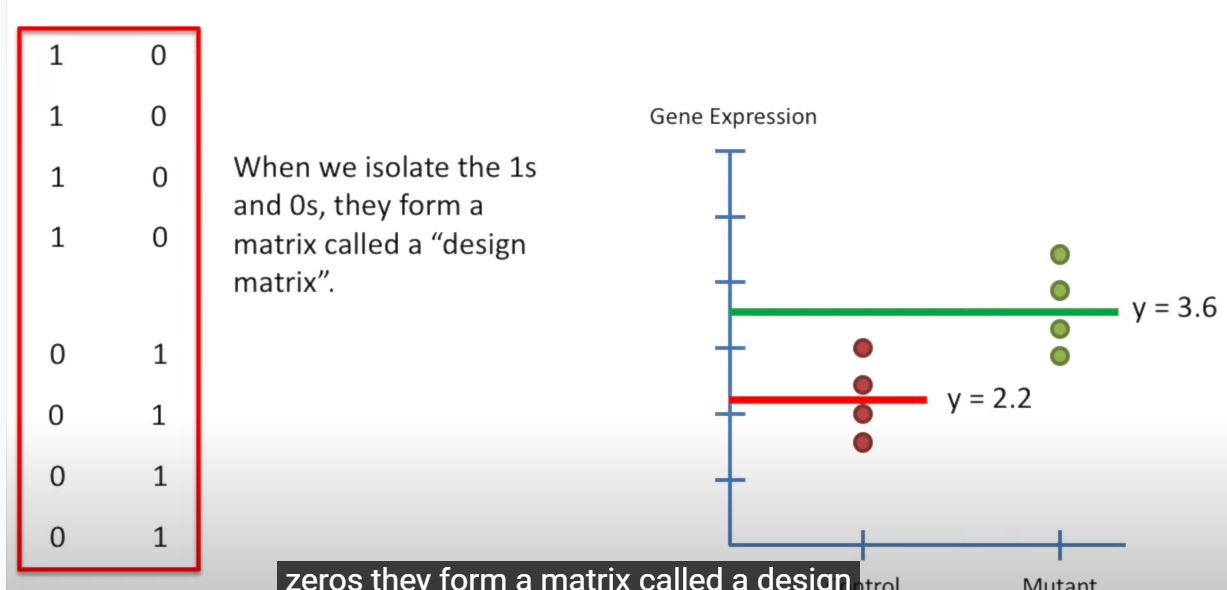 1 0
1 0
1 0
1 0
0 1
0 1
0 1
0 1
When we isolate the 1s
and 0s, they form a
matrix called a “design
matrix”.
Gene Expression
y = 3.6
y = 2.2
Mutant
zeros they form a matrix called a design